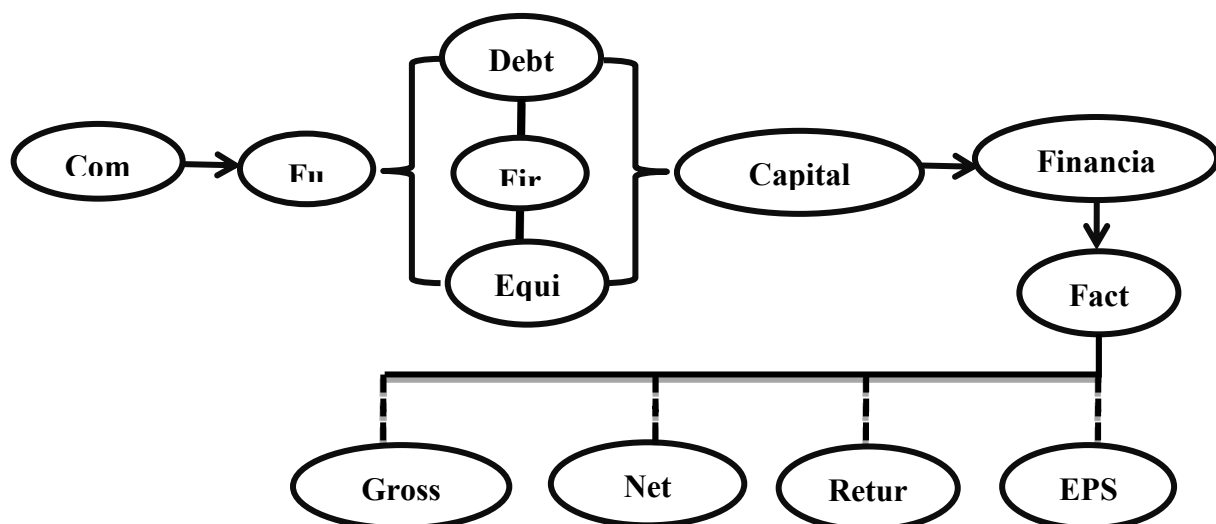 Debt
Com
Fu
Fir
Capital
Financia
Equi
Fact
Gross
Net
Retur
EPS